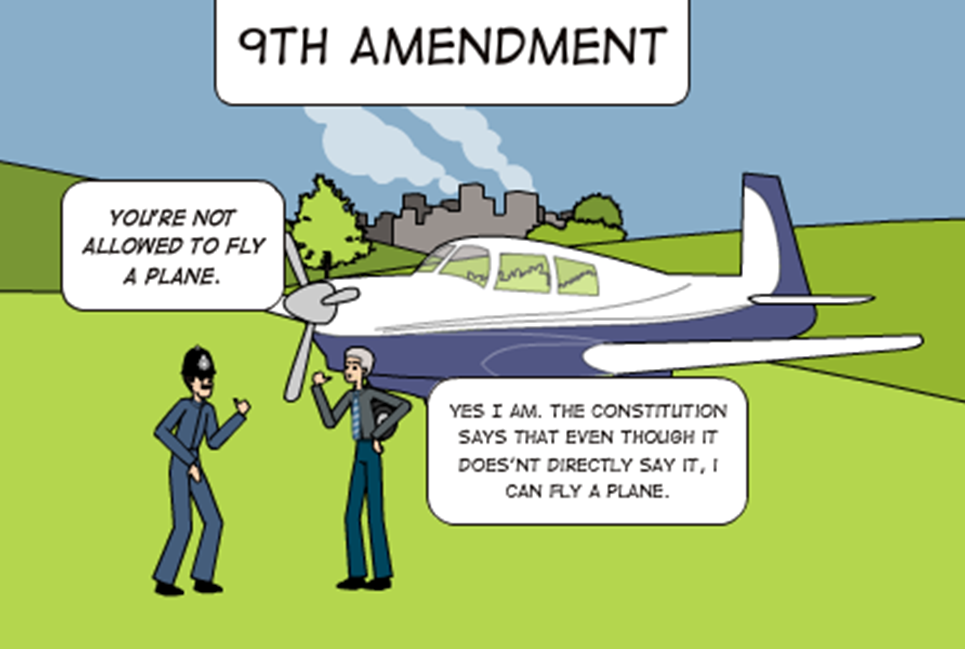 9TH AMENDMENT
YOU'RE NOT
ALLOWED TO FLY
A PLANE.
YES I AM. THE CONSTITUTION
SAYS THAT EVEN THOUGH IT
DOES'NT DIRECTLY SAY IT, I
CAN FLY A PLANE.